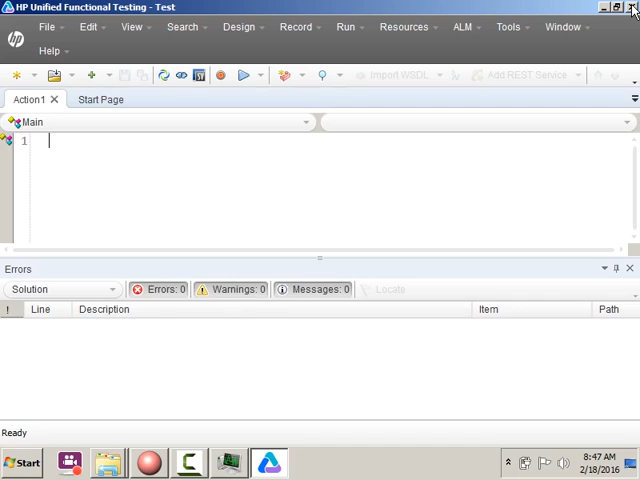 HP Unified Functional Testing - Test
File Edit View Search Design Record Run Resources ALM Tools Window
hp Help
Import WSDL Add REST Service
Action1 Start Page
Main
1
Errors
Solution Errors: 0 Warnings: 0 Messages: 0 Locate
! Line Description Item Path
Ready
Start 8:47 AM
2/18/2016